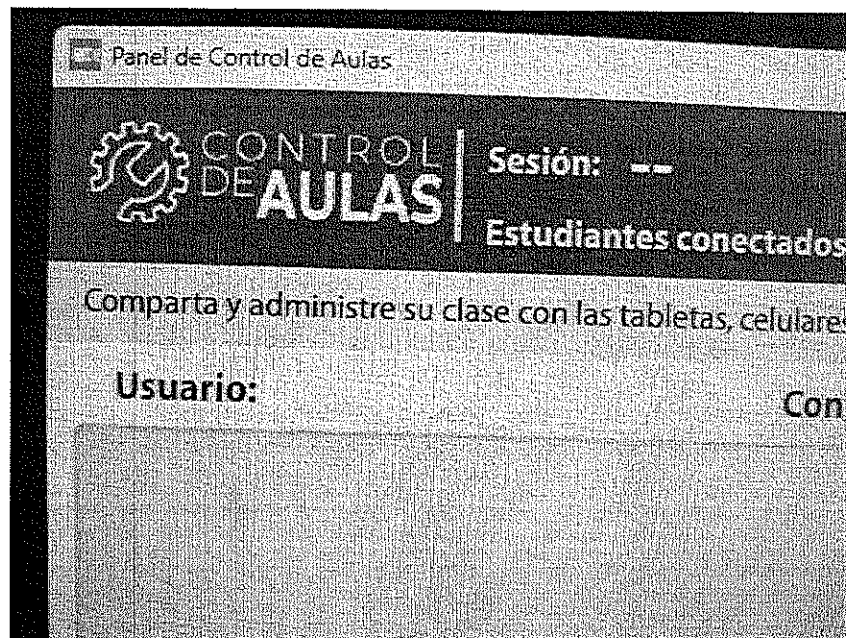 Panel de Control de Aulas
CONTROL
DE AULAS
Sesión: --
Estudiantes conectados
Comparta y administre su clase con las tabletas, celulares
Usuario:
Con